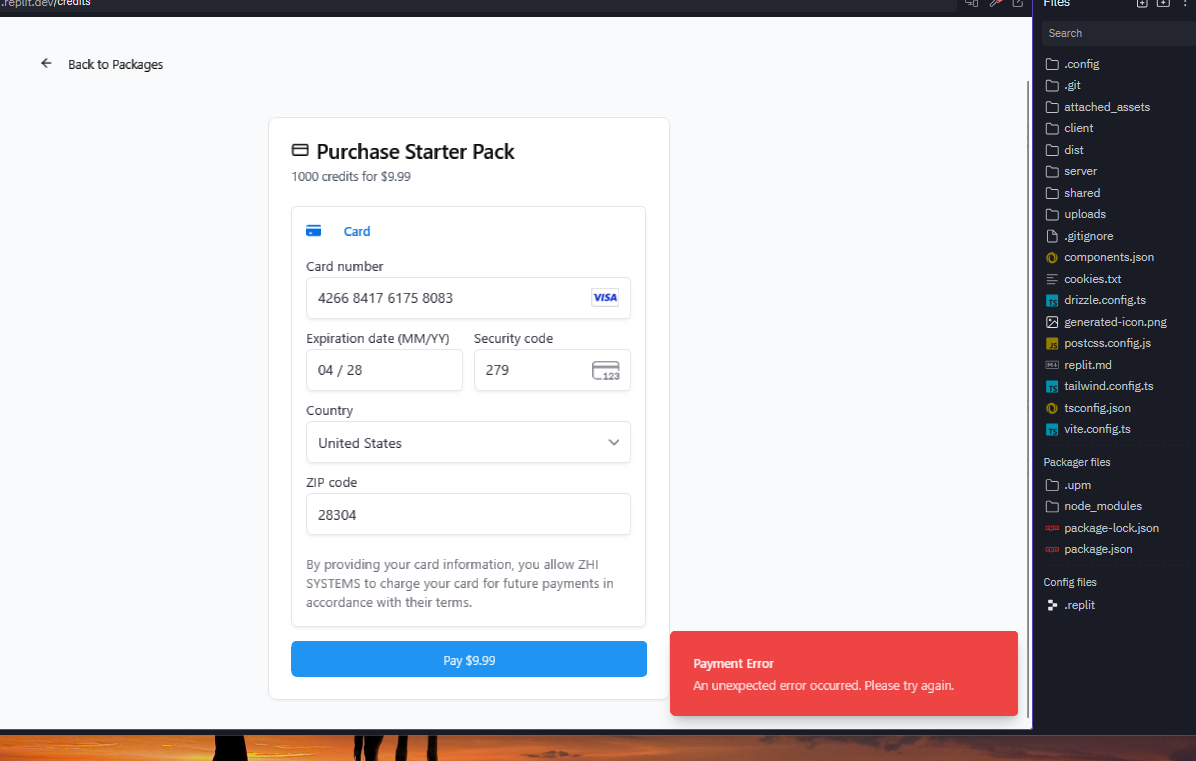 .replit.dev/credits
Back to Packages
Purchase Starter Pack
1000 credits for $9.99
Card
Card number
4266 8417 6175 8083
VISA
Expiration date (MM/YY)
Security code
04 / 28
279
123
Country
United States
ZIP code
28304
By providing your card information, you allow ZHI
SYSTEMS to charge your card for future payments in
accordance with their terms.
Pay $9.99
Payment Error
An unexpected error occurred. Please try again.
Files
Search
.config
.git
attached_assets
client
dist
server
shared
uploads
.gitignore
components.json
cookies.txt
TS
drizzle.config.ts
generated-icon.png
JS
postcss.config.js
replit.md
TS
tailwind.config.ts
tsconfig.json
TS
vite.config.ts
Packager files
.upm
node_modules
package-lock.json
package.json
Config files
.replit